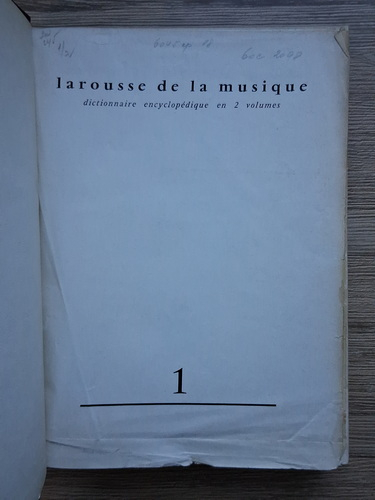 larousse de la musique
dictionnaire encyclopédique en 2 volumes
1